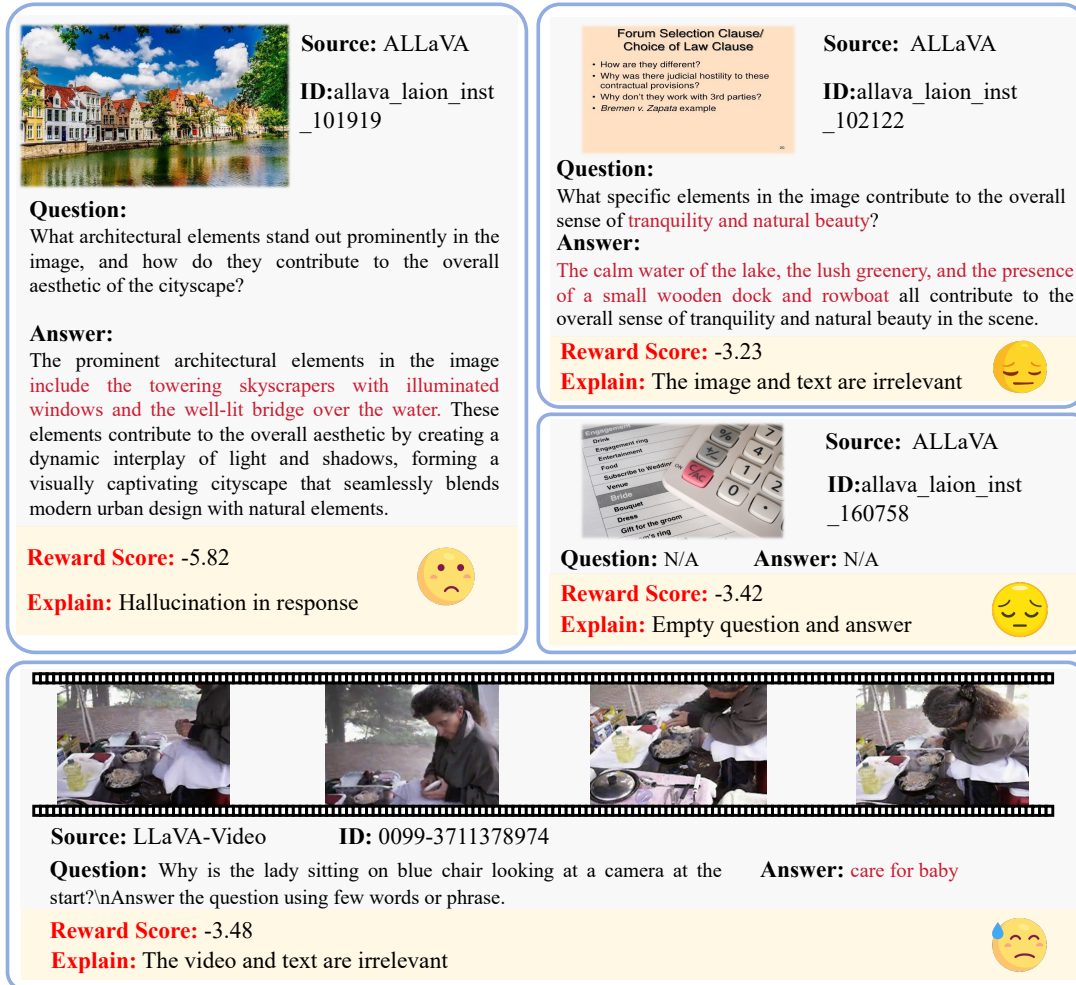 Source: ALLaVA
ID:allava_laion_inst
_101919
Question:
What architectural elements stand out prominently in the
image, and how do they contribute to the overall
aesthetic of the cityscape?
Answer:
The prominent architectural elements in the image
include the towering skyscrapers with illuminated
windows and the well-lit bridge over the water. These
elements contribute to the overall aesthetic by creating a
dynamic interplay of light and shadows, forming a
visually captivating cityscape that seamlessly blends
modern urban design with natural elements.
Reward Score: -5.82
Explain: Hallucination in response
Forum Selection Clause/
Choice of Law Clause
• How are they different?
• Why was there judicial hostility to these
contractual provisions?
• Why don't they work with 3rd parties?
• Bremen v. Zapata example
Source: ALLaVA
ID:allava_laion_inst
_102122
Question:
What specific elements in the image contribute to the overall
sense of tranquility and natural beauty?
Answer:
The calm water of the lake, the lush greenery, and the presence
of a small wooden dock and rowboat all contribute to the
overall sense of tranquility and natural beauty in the scene.
Reward Score: -3.23
Explain: The image and text are irrelevant
Engagement
Drink
Engagement ring
Entertainment
Food
Subscribe to Wedding
Venue
Bride
Bouquet
Dress
Gift for the groom
ring
ON
% 7
+/- 4
C/AC 1 2
0 .
Source: ALLaVA
ID:allava_laion_inst
_160758
Question: N/A Answer: N/A
Reward Score: -3.42
Explain: Empty question and answer
Source: LLaVA-Video ID: 0099-3711378974
Question: Why is the lady sitting on blue chair looking at a camera at the
start?\nAnswer the question using few words or phrase.
Answer: care for baby
Reward Score: -3.48
Explain: The video and text are irrelevant